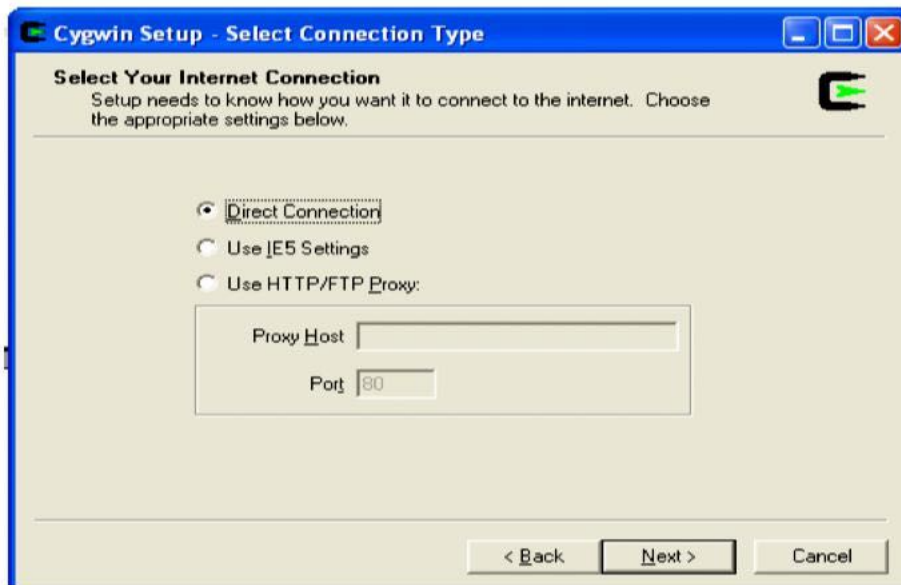 Cygwin Setup - Select Connection Type
Select Your Internet Connection
Setup needs to know how you want it to connect to the internet. Choose
the appropriate settings below.
Direct Connection
Use IE5 Settings
Use HTTP/FTP Proxy:
Proxy Host
Port 80
< Back Next > Cancel